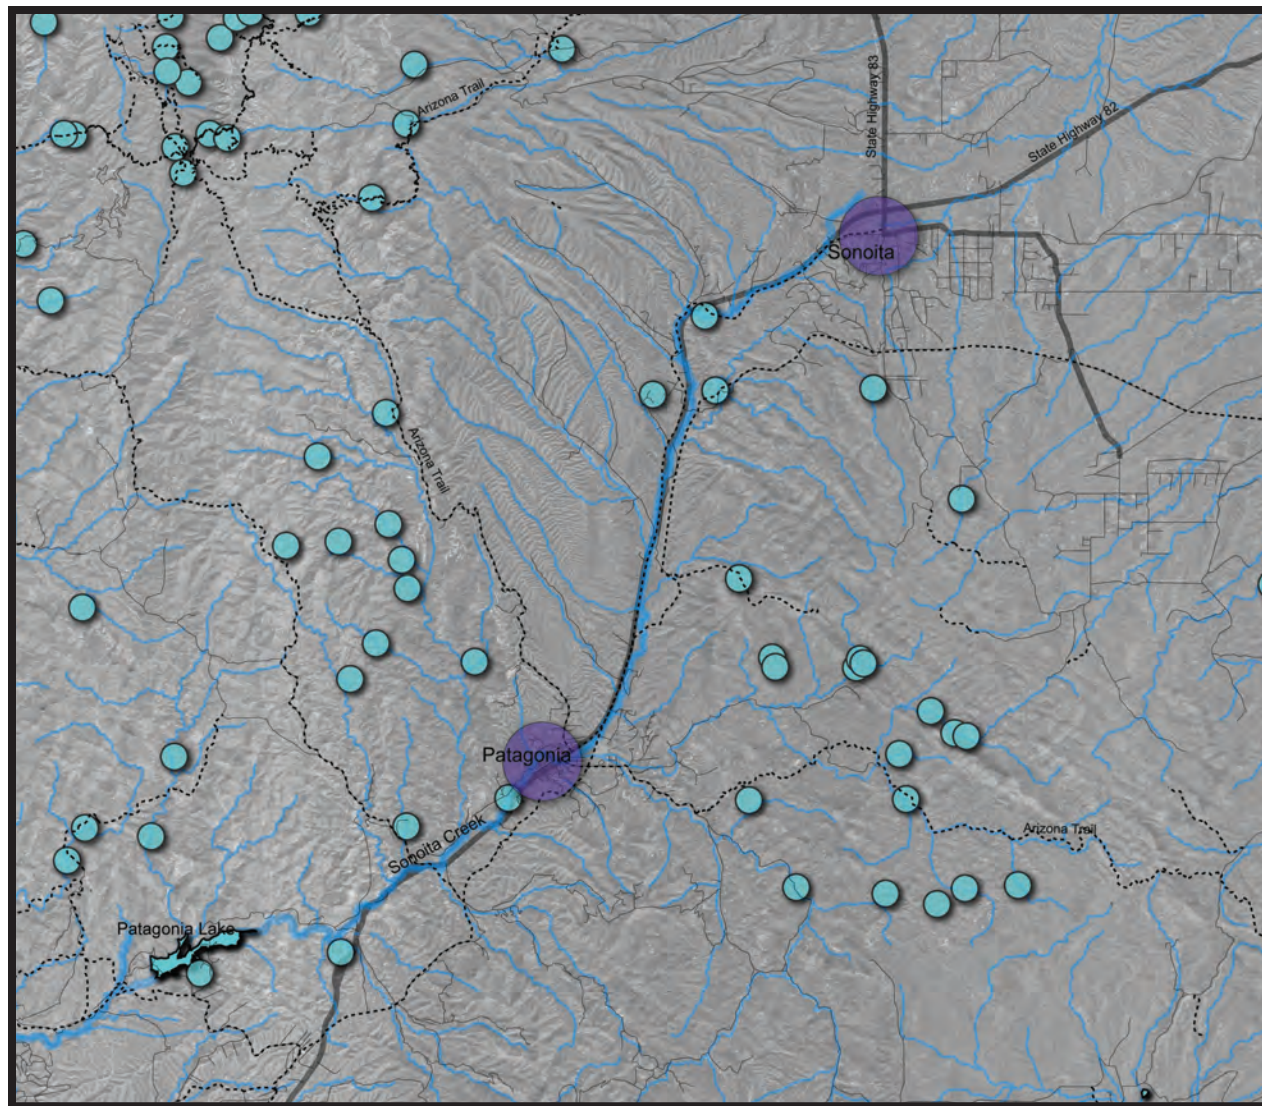 Arizona Trail
State Highway 83
State Highway 82
Sonoita
Arizona Trail
Patagonia
Sonoita Creek
Arizona Trail
Patagonia Lake